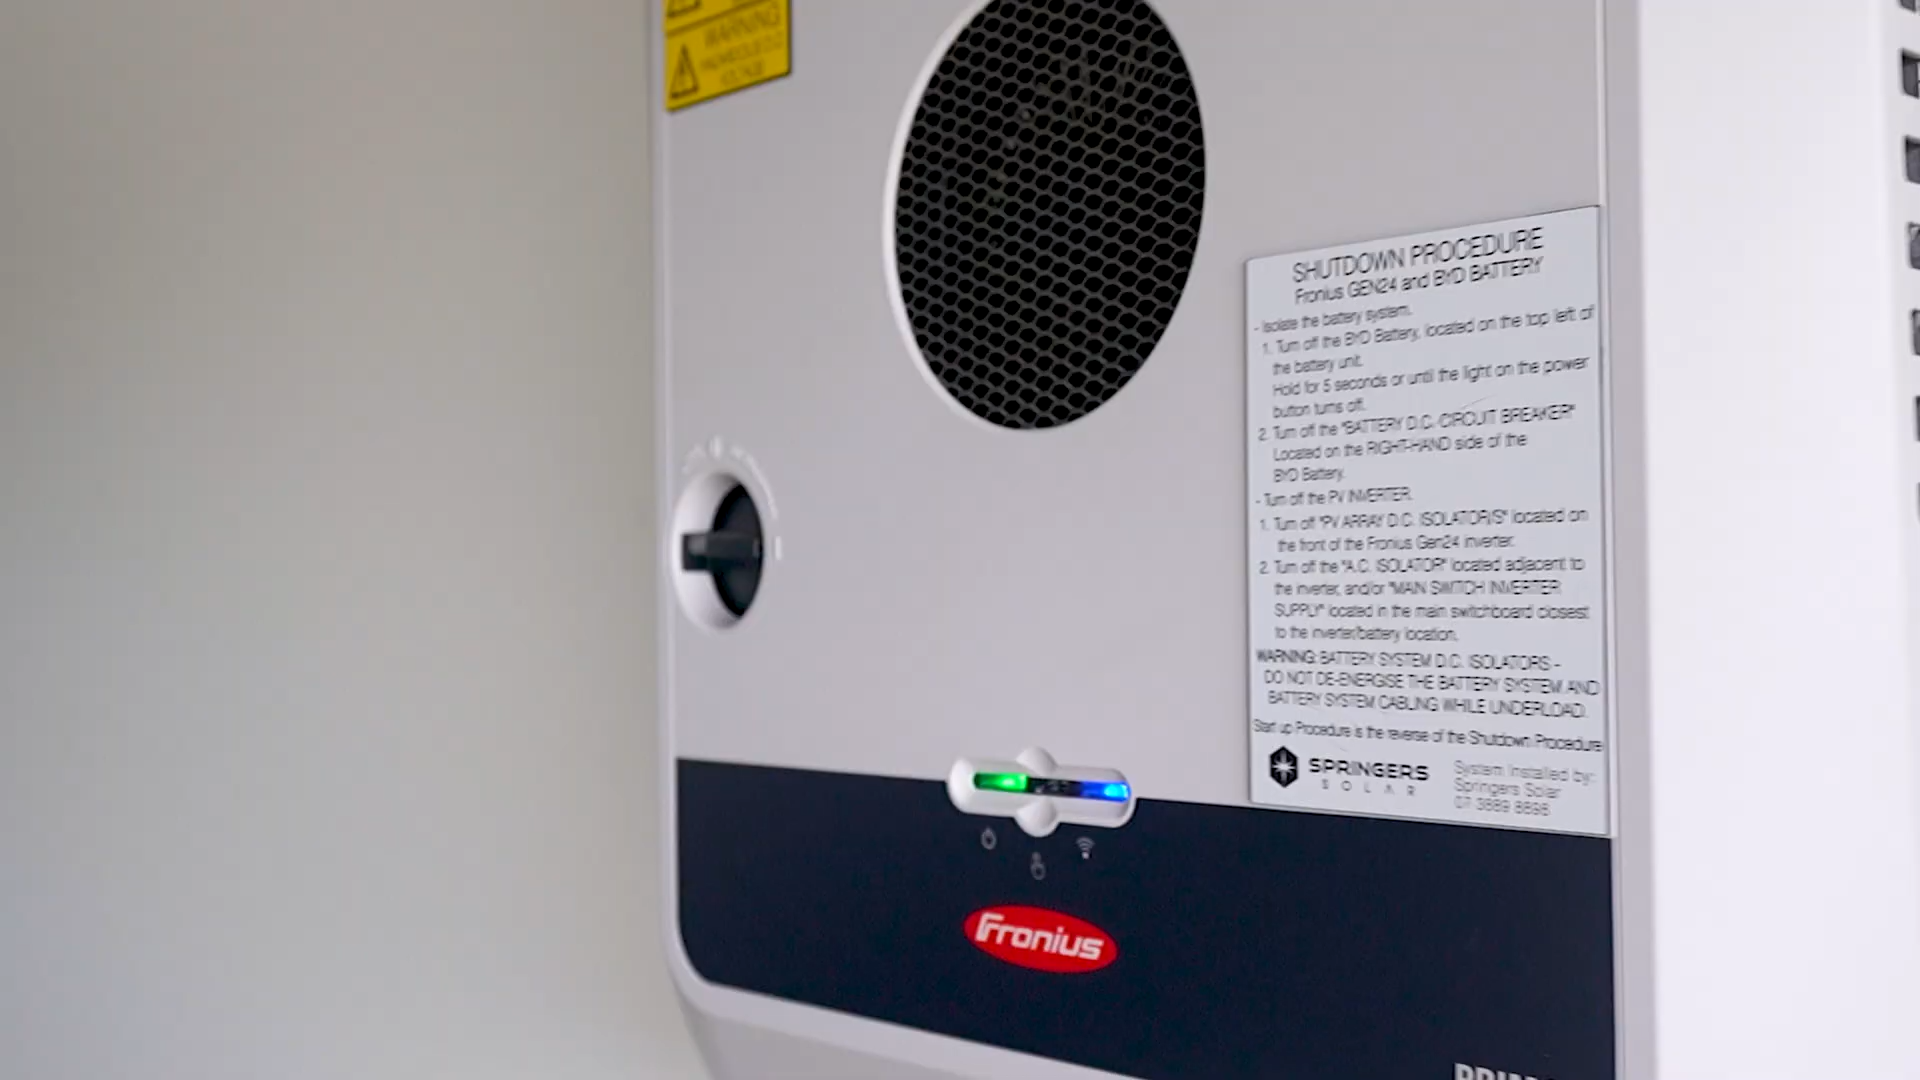 WARNING
HAZARDOUS D.C.
VOLTAGE
SHUTDOWN PROCEDURE
Fronius GEN24 and BYD BATTERY
- Isolate the battery system.
1. Turn off the BYD Battery, located on the top left of
the battery unit.
Hold for 5 seconds or until the light on the power
button turns off.
2. Turn off the "BATTERY D.C. CIRCUIT BREAKER"
Located on the RIGHT-HAND side of the
BYD Battery.
- Turn off the PV INVERTER.
1. Turn off "PV ARRAY D.C. ISOLATOR/S" located on
the front of the Fronius Gen24 inverter.
2. Turn off the "A.C. ISOLATOR" located adjacent to
the inverter, and/or "MAIN SWITCH INVERTER
SUPPLY" located in the main switchboard closest
to the inverter/battery location.
WARNING: BATTERY SYSTEM D.C. ISOLATORS -
DO NOT DE-ENERGISE THE BATTERY SYSTEM AND
BATTERY SYSTEM CABLING WHILE UNDERLOAD.
Start up Procedure is the reverse of the Shutdown Procedure
SPRINGERS
SOLAR
System Installed by:
Springers Solar
Fronius